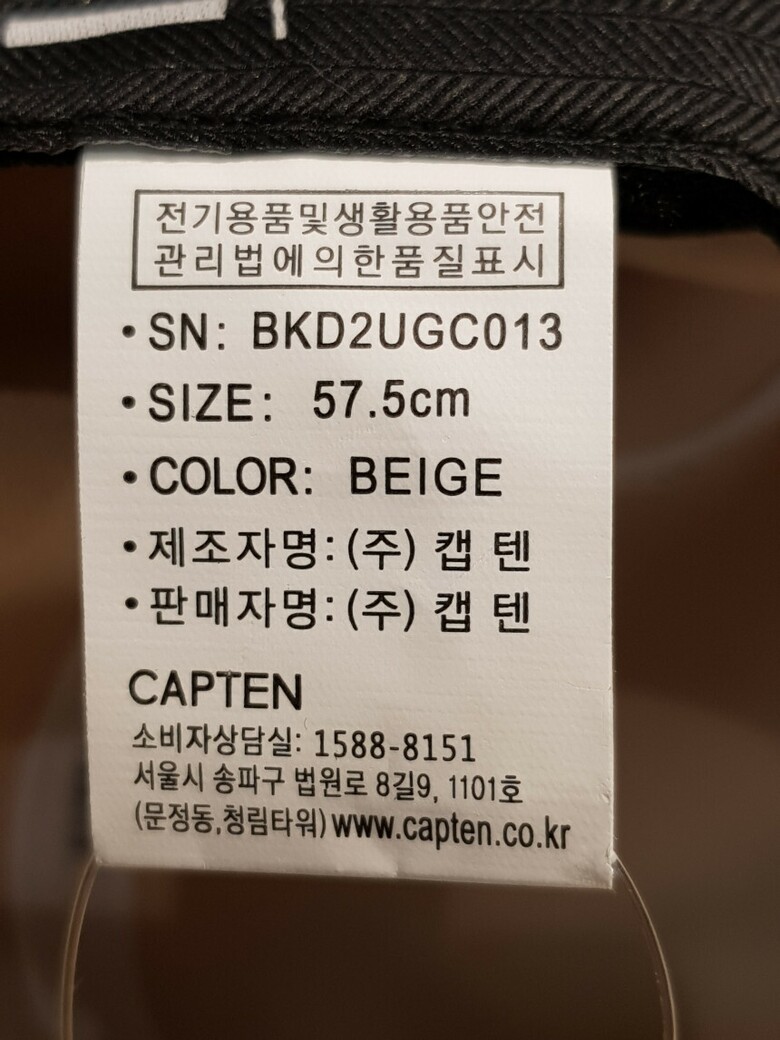 전기용품및생활용품안전
관리법에의한품질표시
• SN: BKD2UGC013
• SIZE: 57.5cm
• COLOR: BEIGE
• 제조자명: (주) 캡 텐
• 판매자명: (주) 캡 텐
CAPTEN
소비자상담실: 1588-8151
서울시 송파구 법원로 8길9, 1101호
(문정동,청림타워) www.capten.co.kr